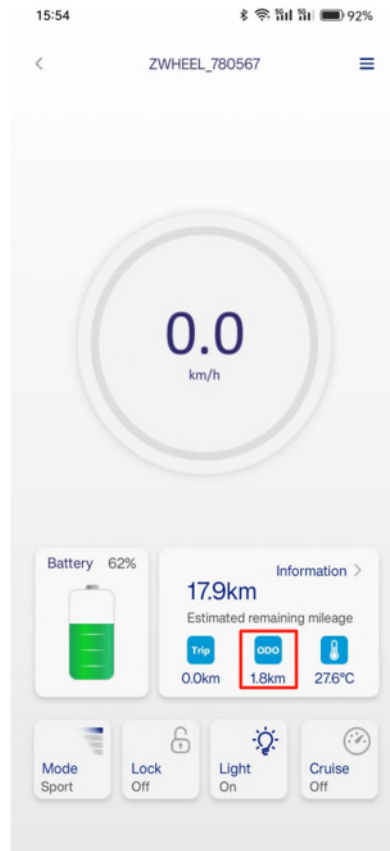 15:54 92%
ZWHEEL_780567
0.0
km/h
Battery 62%
Information >
17.9km
Estimated remaining mileage
Trip ODO
0.0km 1.8km 27.6°C
Mode Lock Light Cruise
Sport Off On Off